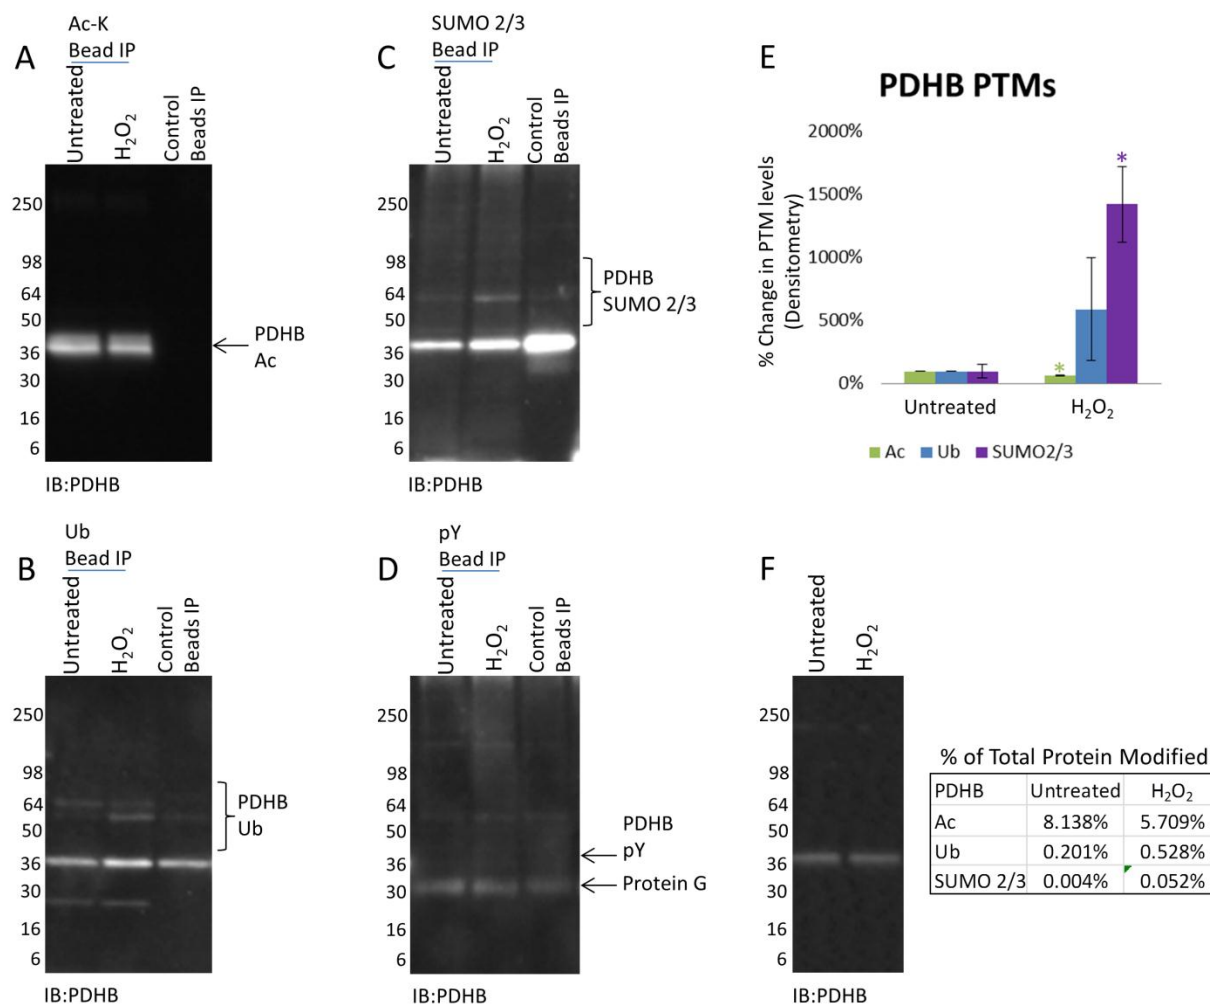 A
Ac-K
Bead IP
Untreated
H2O2
Control
Beads IP
250
98
64
50
36
30
16
6
PDHB
Ac
IB:PDHB
C
SUMO 2/3
Bead IP
Untreated
H2O2
Control
Beads IP
250
98
64
50
36
30
16
6
PDHB
SUMO 2/3
IB:PDHB
E
PDHB PTMs
% Change in PTM levels
(Densitometry)
2000%
1500%
1000%
500%
0%
*
*
Untreated H2O2
Ac Ub SUMO2/3
B
Ub
Bead IP
Untreated
H2O2
Control
Beads IP
250
98
64
50
36
30
16
6
PDHB
Ub
IB:PDHB
D
pY
Bead IP
Untreated
H2O2
Control
Beads IP
250
98
64
50
36
30
16
6
PDHB
pY
Protein G
IB:PDHB
F
Untreated
H2O2
250
98
64
50
36
30
16
6
IB:PDHB
% of Total Protein Modified
PDHB Untreated H2O2
Ac 8.138% 5.709%
Ub 0.201% 0.528%
SUMO 2/3 0.004% 0.052%